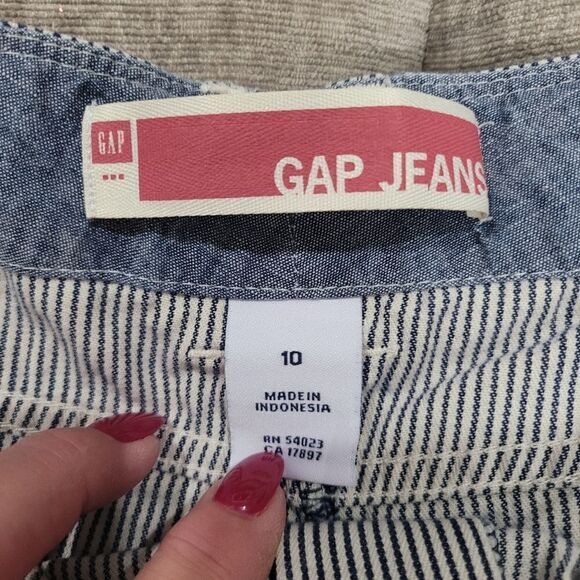 GAP
GAP JEANS
10
MADE IN
INDONESIA
RN 54023
CA 17897